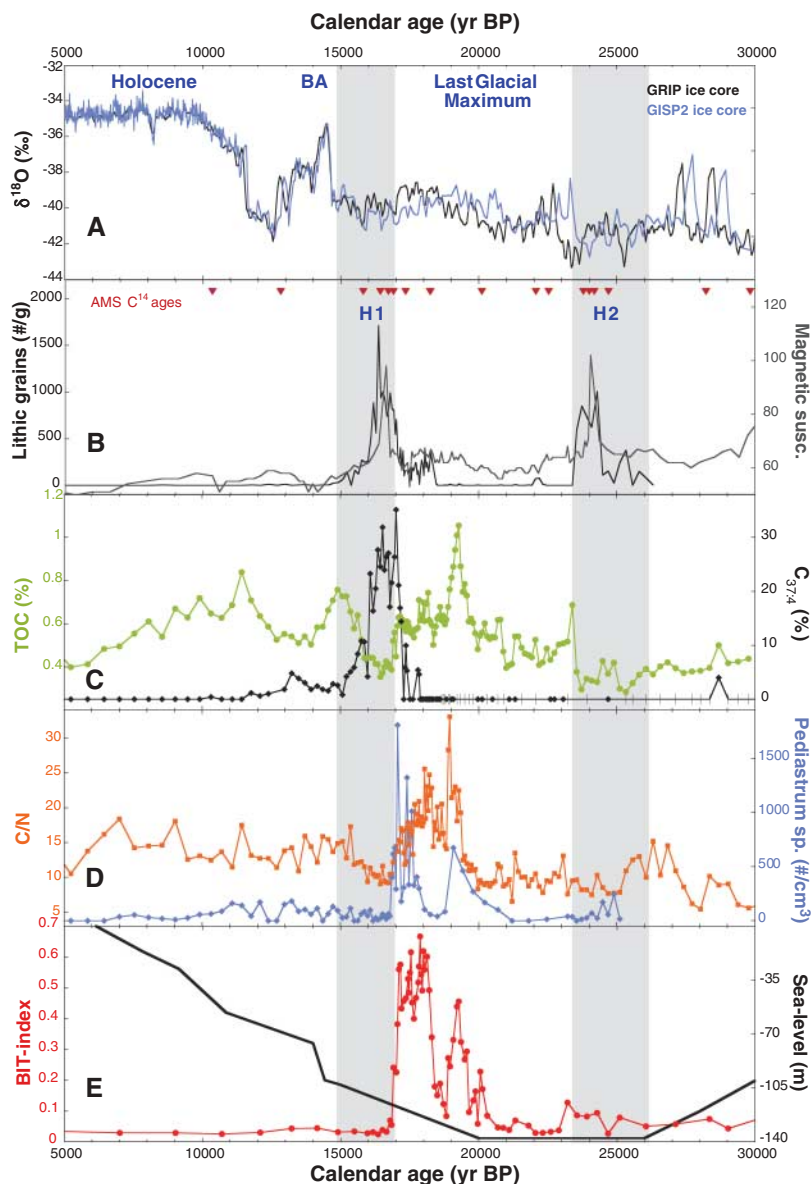 Calendar age (yr BP)
5000 10000 15000 20000 25000 30000
-32
-34
-36
-38
-40
-42
-44
δ18O (‰)
Holocene
BA
Last Glacial
Maximum
GRIP ice core
GISP2 ice core
A
2000
1500
1000
500
0
Lithic grains (#/g)
AMS C14 ages
H1
H2
120
100
80
60
Magnetic susc.
B
1.2
1
0.8
0.6
0.4
TOC (%)
30
20
10
0
C37:4 (%)
C
30
25
20
15
10
5
C/N
1500
1000
500
0
Pediastrum sp. (#/cm3)
D
0.7
0.6
0.5
0.4
0.3
0.2
0.1
0
BIT-index
-35
-70
-105
-140
Sea-level (m)
E
5000 10000 15000 20000 25000 30000
Calendar age (yr BP)